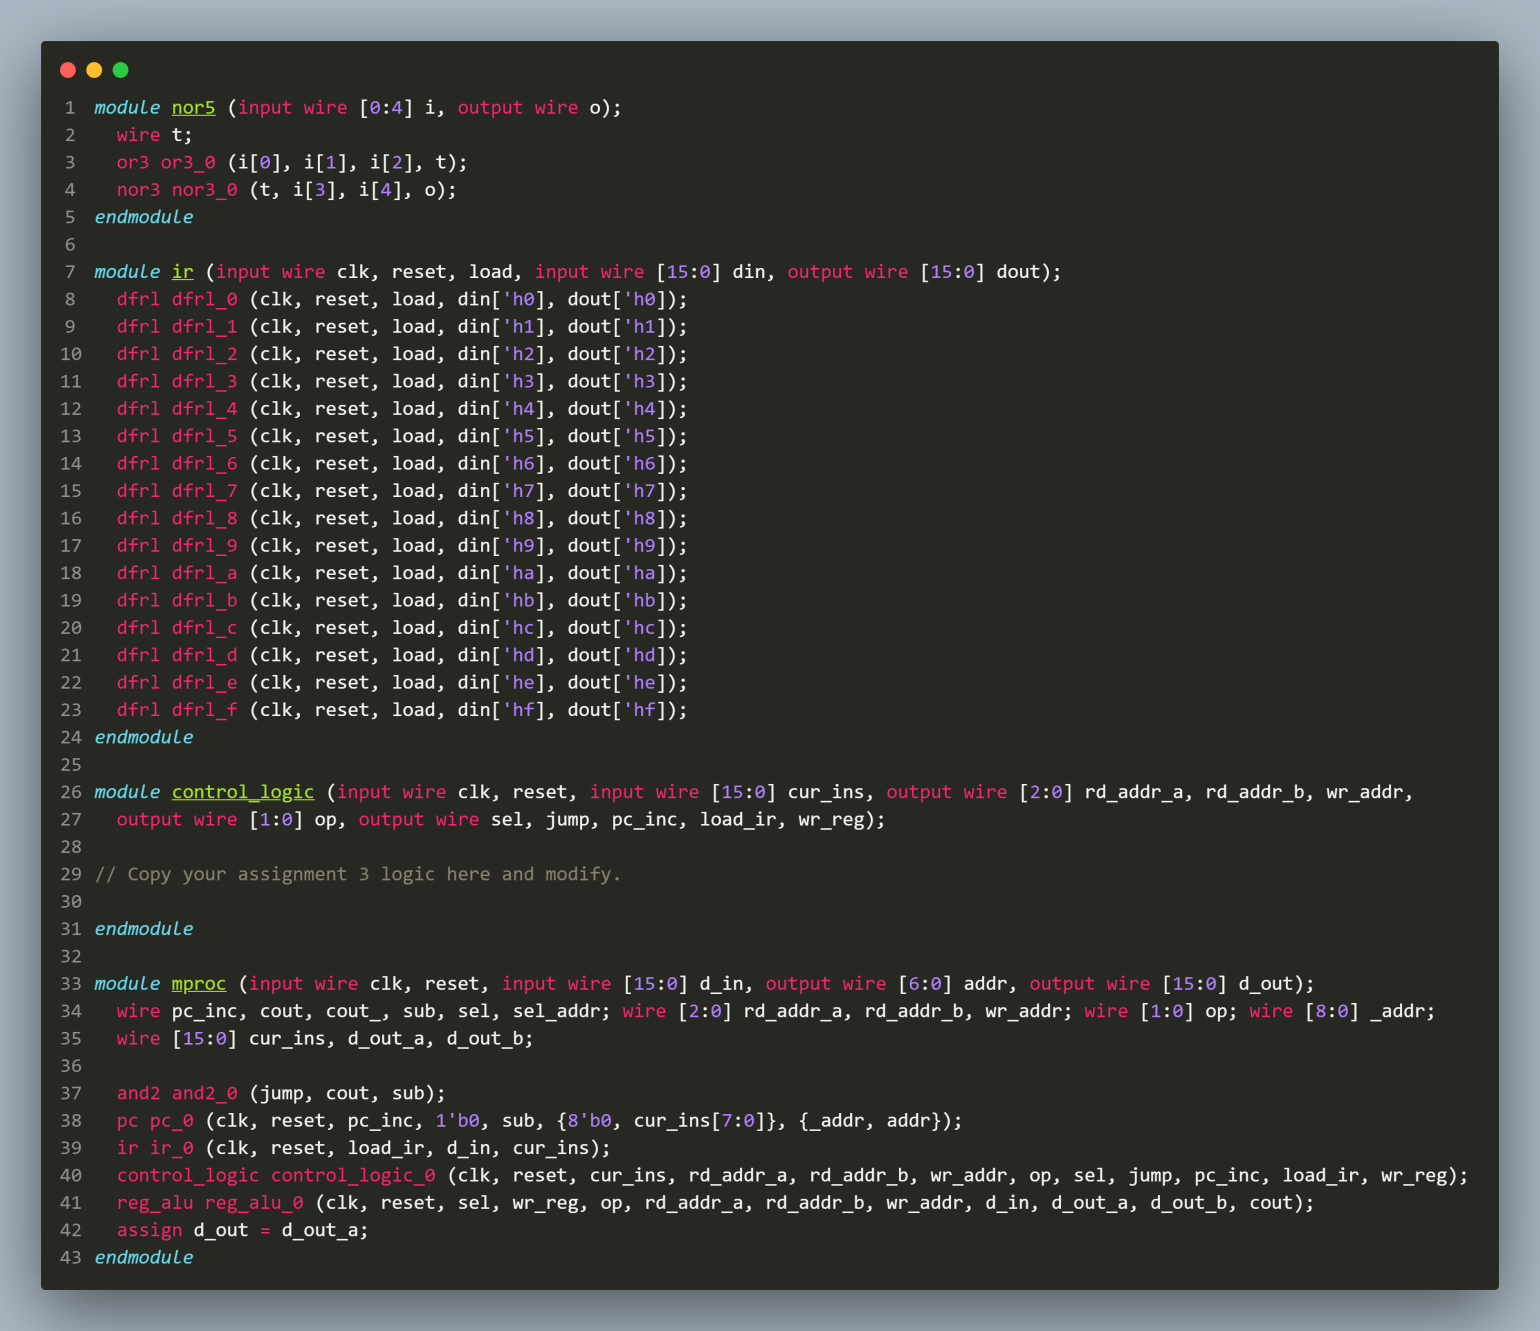 1 module nor5 (input wire [0:4] i, output wire o);
2   wire t;
3   or3 or3_0 (i[0], i[1], i[2], t);
4   nor3 nor3_0 (t, i[3], i[4], o);
5 endmodule
6
7 module ir (input wire clk, reset, load, input wire [15:0] din, output wire [15:0] dout);
8   dfrl dfrl_0 (clk, reset, load, din['h0], dout['h0]);
9   dfrl dfrl_1 (clk, reset, load, din['h1], dout['h1]);
10   dfrl dfrl_2 (clk, reset, load, din['h2], dout['h2]);
11   dfrl dfrl_3 (clk, reset, load, din['h3], dout['h3]);
12   dfrl dfrl_4 (clk, reset, load, din['h4], dout['h4]);
13   dfrl dfrl_5 (clk, reset, load, din['h5], dout['h5]);
14   dfrl dfrl_6 (clk, reset, load, din['h6], dout['h6]);
15   dfrl dfrl_7 (clk, reset, load, din['h7], dout['h7]);
16   dfrl dfrl_8 (clk, reset, load, din['h8], dout['h8]);
17   dfrl dfrl_9 (clk, reset, load, din['h9], dout['h9]);
18   dfrl dfrl_a (clk, reset, load, din['ha], dout['ha]);
19   dfrl dfrl_b (clk, reset, load, din['hb], dout['hb]);
20   dfrl dfrl_c (clk, reset, load, din['hc], dout['hc]);
21   dfrl dfrl_d (clk, reset, load, din['hd], dout['hd]);
22   dfrl dfrl_e (clk, reset, load, din['he], dout['he]);
23   dfrl dfrl_f (clk, reset, load, din['hf], dout['hf]);
24 endmodule
25
26 module control_logic (input wire clk, reset, input wire [15:0] cur_ins, output wire [2:0] rd_addr_a, rd_addr_b, wr_addr,
27   output wire [1:0] op, output wire sel, jump, pc_inc, load_ir, wr_reg);
28
29 // Copy your assignment 3 logic here and modify.
30
31 endmodule
32
33 module mproc (input wire clk, reset, input wire [15:0] d_in, output wire [6:0] addr, output wire [15:0] d_out);
34   wire pc_inc, cout, cout_, sub, sel, sel_addr; wire [2:0] rd_addr_a, rd_addr_b, wr_addr; wire [1:0] op; wire [8:0] _addr;
35   wire [15:0] cur_ins, d_out_a, d_out_b;
36
37   and2 and2_0 (jump, cout, sub);
38   pc pc_0 (clk, reset, pc_inc, 1'b0, sub, {8'b0, cur_ins[7:0]}, {_addr, addr});
39   ir ir_0 (clk, reset, load_ir, d_in, cur_ins);
40   control_logic control_logic_0 (clk, reset, cur_ins, rd_addr_a, rd_addr_b, wr_addr, op, sel, jump, pc_inc, load_ir, wr_reg);
41   reg_alu reg_alu_0 (clk, reset, sel, wr_reg, op, rd_addr_a, rd_addr_b, wr_addr, d_in, d_out_a, d_out_b, cout);
42   assign d_out = d_out_a;
43 endmodule